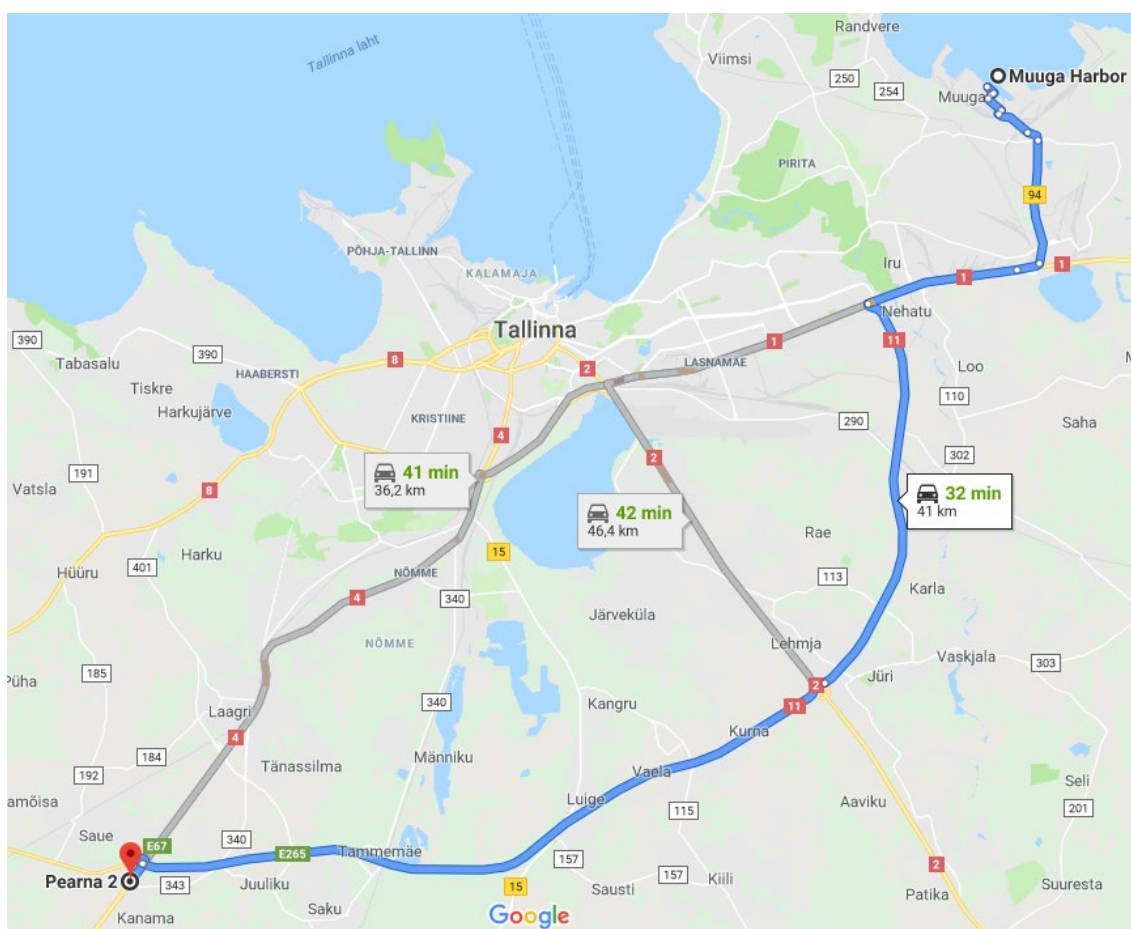 Randvere
Tallinna laht
Viimsi
250
254
Muuga
Muuga Harbor
PIRITA
94
PÕHJA-TALLINN
KALAMAJA
Iru
1
1
Tallinna
Nehatu
11
390
390
Tabasalu
8
2
1
LASNAMÄE
Loo
HAABERSTI
Tiskre
Harkujärve
110
KRISTIINE
290
Saha
4
302
191
41 min
36,2 km
2
Vatsla
8
42 min
46,4 km
32 min
41 km
Rae
Harku
15
401
Hüüru
NÕMME
113
Karla
340
4
Järveküla
NÕMME
Lehmja
Vaskjala
303
185
Jüri
2
340
Laagri
Kangru
11
4
Kurna
184
Männiku
Tänassilma
Vaela
192
Seli
Luige
115
201
Aaviku
Saue
E67
340
E265
Tammemäe
157
2
Pearna 2
343
Juuliku
15
157
Kiili
Sausti
Suuresta
Patika
Saku
Kanama
Google